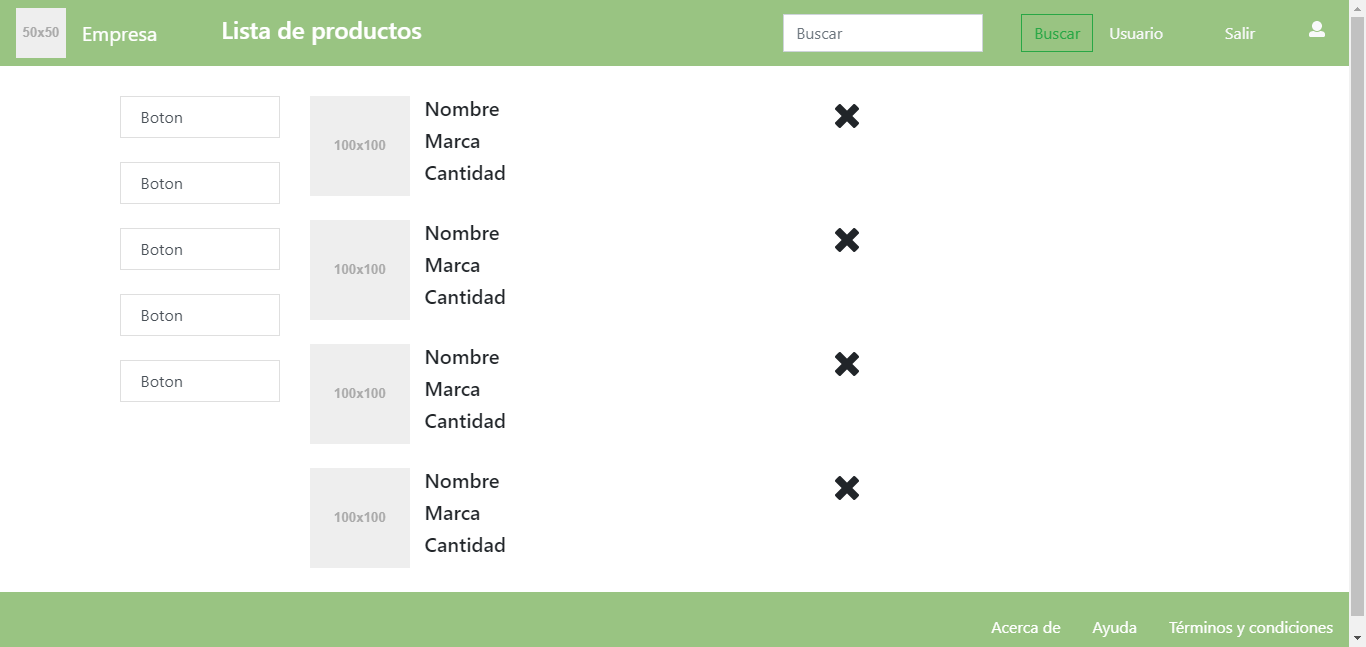 50x50 Empresa Lista de productos Buscar Buscar Usuario Salir
Boton
Boton
Boton
Boton
Boton
100x100
Nombre
Marca
Cantidad
100x100
Nombre
Marca
Cantidad
100x100
Nombre
Marca
Cantidad
100x100
Nombre
Marca
Cantidad
Acerca de Ayuda Términos y condiciones